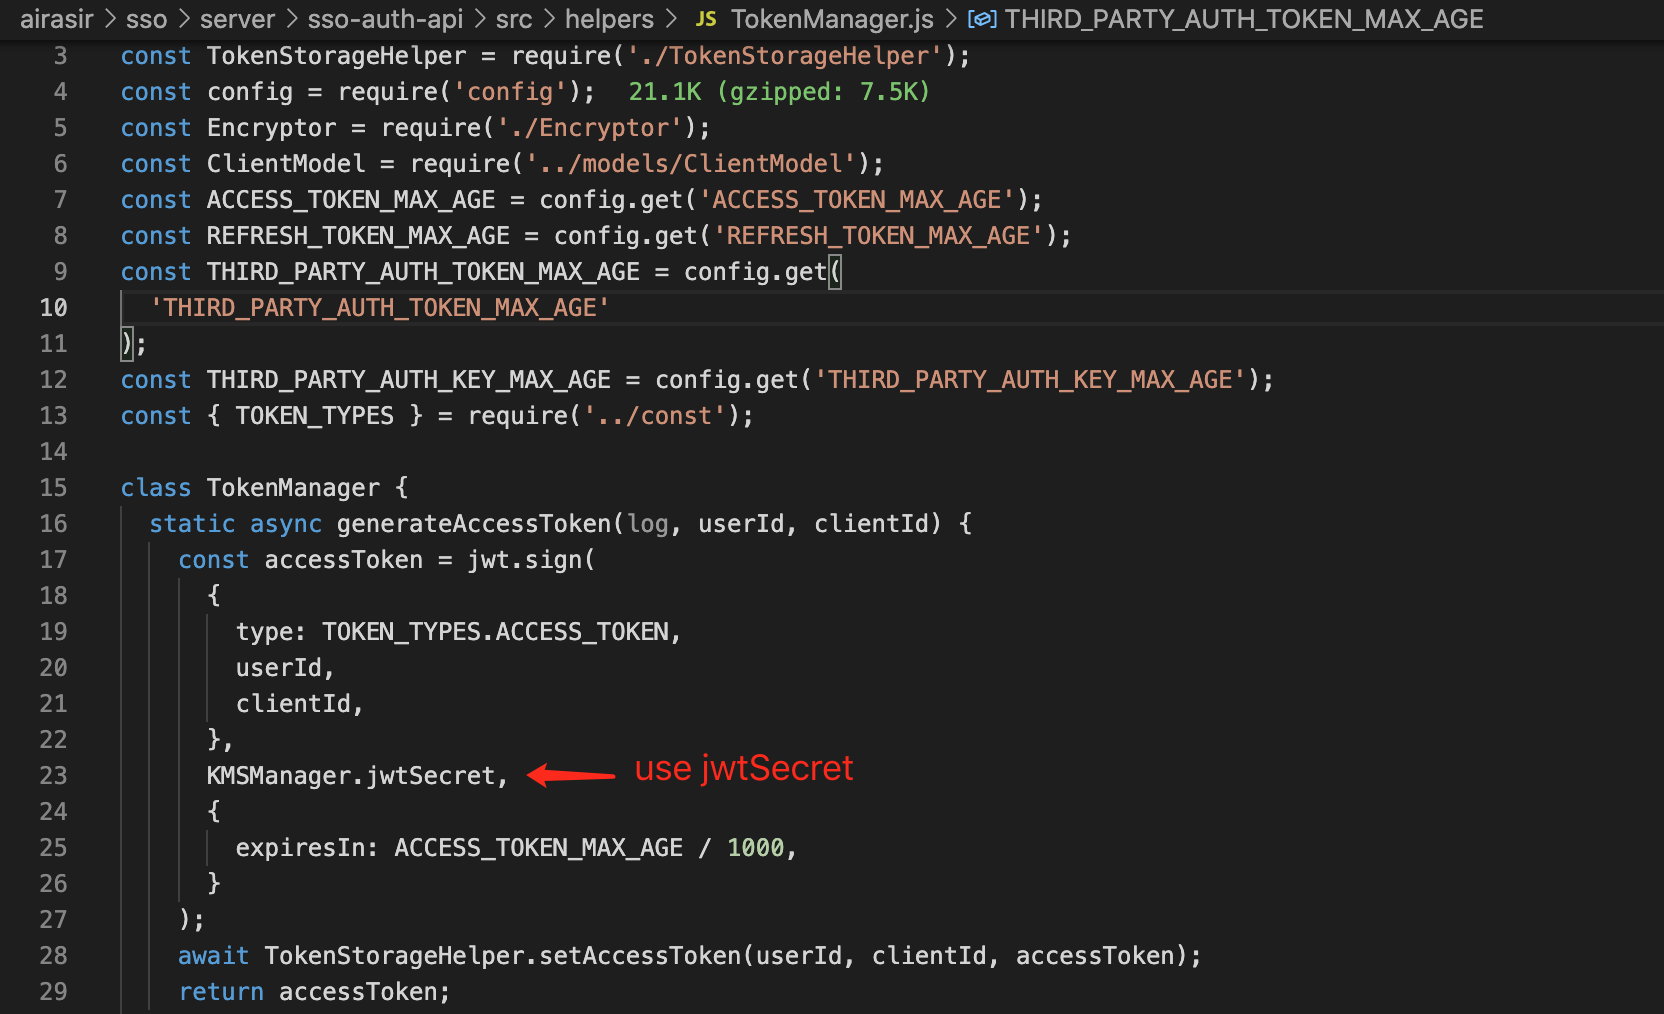 airasir > sso > server > sso-auth-api > src > helpers > JS TokenManager.js > THIRD_PARTY_AUTH_TOKEN_MAX_AGE
3 const TokenStorageHelper = require('./TokenStorageHelper');
4 const config = require('config'); 21.1K (gzipped: 7.5K)
5 const Encryptor = require('./Encryptor');
6 const ClientModel = require('../models/ClientModel');
7 const ACCESS_TOKEN_MAX_AGE = config.get('ACCESS_TOKEN_MAX_AGE');
8 const REFRESH_TOKEN_MAX_AGE = config.get('REFRESH_TOKEN_MAX_AGE');
9 const THIRD_PARTY_AUTH_TOKEN_MAX_AGE = config.get(
10 'THIRD_PARTY_AUTH_TOKEN_MAX_AGE'
11 );
12 const THIRD_PARTY_AUTH_KEY_MAX_AGE = config.get('THIRD_PARTY_AUTH_KEY_MAX_AGE');
13 const { TOKEN_TYPES } = require('../const');
14
15 class TokenManager {
16 static async generateAccessToken(log, userId, clientId) {
17 const accessToken = jwt.sign(
18 {
19 type: TOKEN_TYPES.ACCESS_TOKEN,
20 userId,
21 clientId,
22 },
23 KMSManager.jwtSecret, use jwtSecret
24 {
25 expiresIn: ACCESS_TOKEN_MAX_AGE / 1000,
26 }
27 );
28 await TokenStorageHelper.setAccessToken(userId, clientId, accessToken);
29 return accessToken;